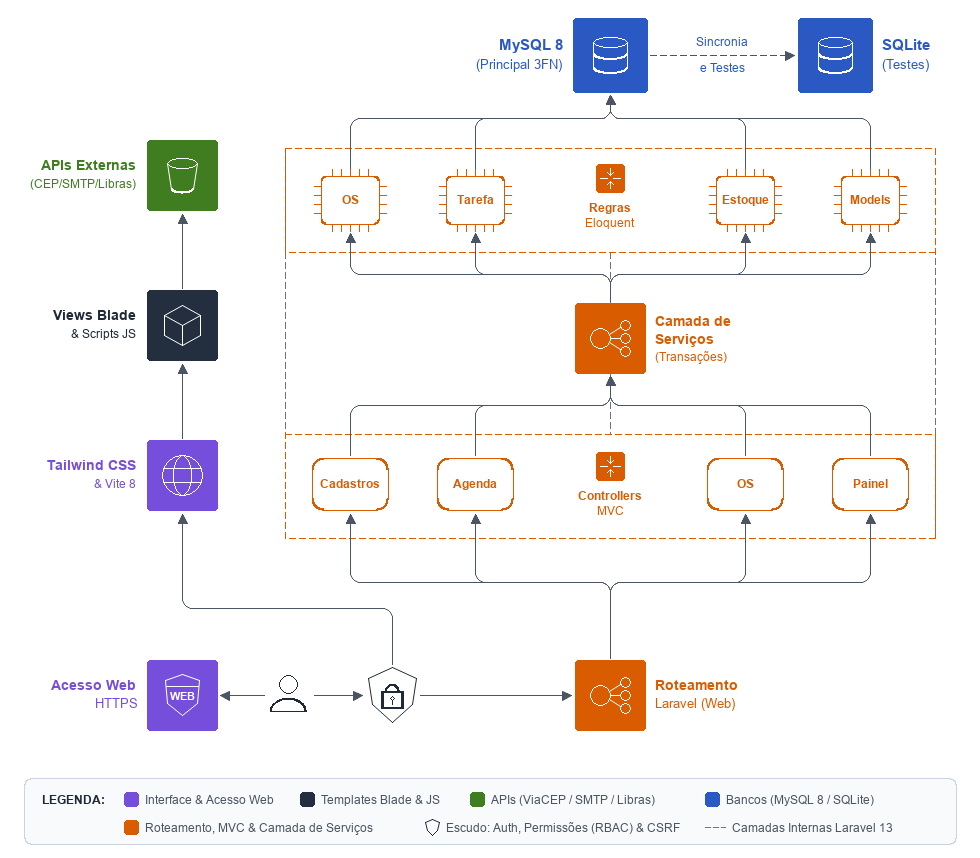 MySQL 8
(Principal 3FN)
Sincronia
e Testes
SQLite
(Testes)
APIs Externas
(CEP/SMTP/Libras)
OS
Tarefa
Regras
Eloquent
Estoque
Models
Views Blade
& Scripts JS
Camada de
Serviços
(Transações)
Tailwind CSS
& Vite 8
Cadastros
Agenda
Controllers
MVC
OS
Painel
Acesso Web
HTTPS
WEB
Roteamento
Laravel (Web)
LEGENDA:
Interface & Acesso Web
Templates Blade & JS
APIs (ViaCEP / SMTP / Libras)
Bancos (MySQL 8 / SQLite)
Roteamento, MVC & Camada de Serviços
Escudo: Auth, Permissões (RBAC) & CSRF
Camadas Internas Laravel 13